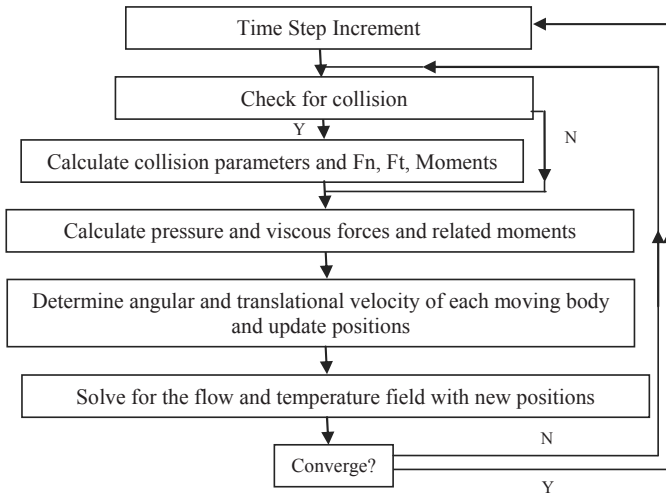 Time Step Increment
Check for collision
Y
N
Calculate collision parameters and Fn, Ft, Moments
Calculate pressure and viscous forces and related moments
Determine angular and translational velocity of each moving body
and update positions
Solve for the flow and temperature field with new positions
N
Converge?
Y